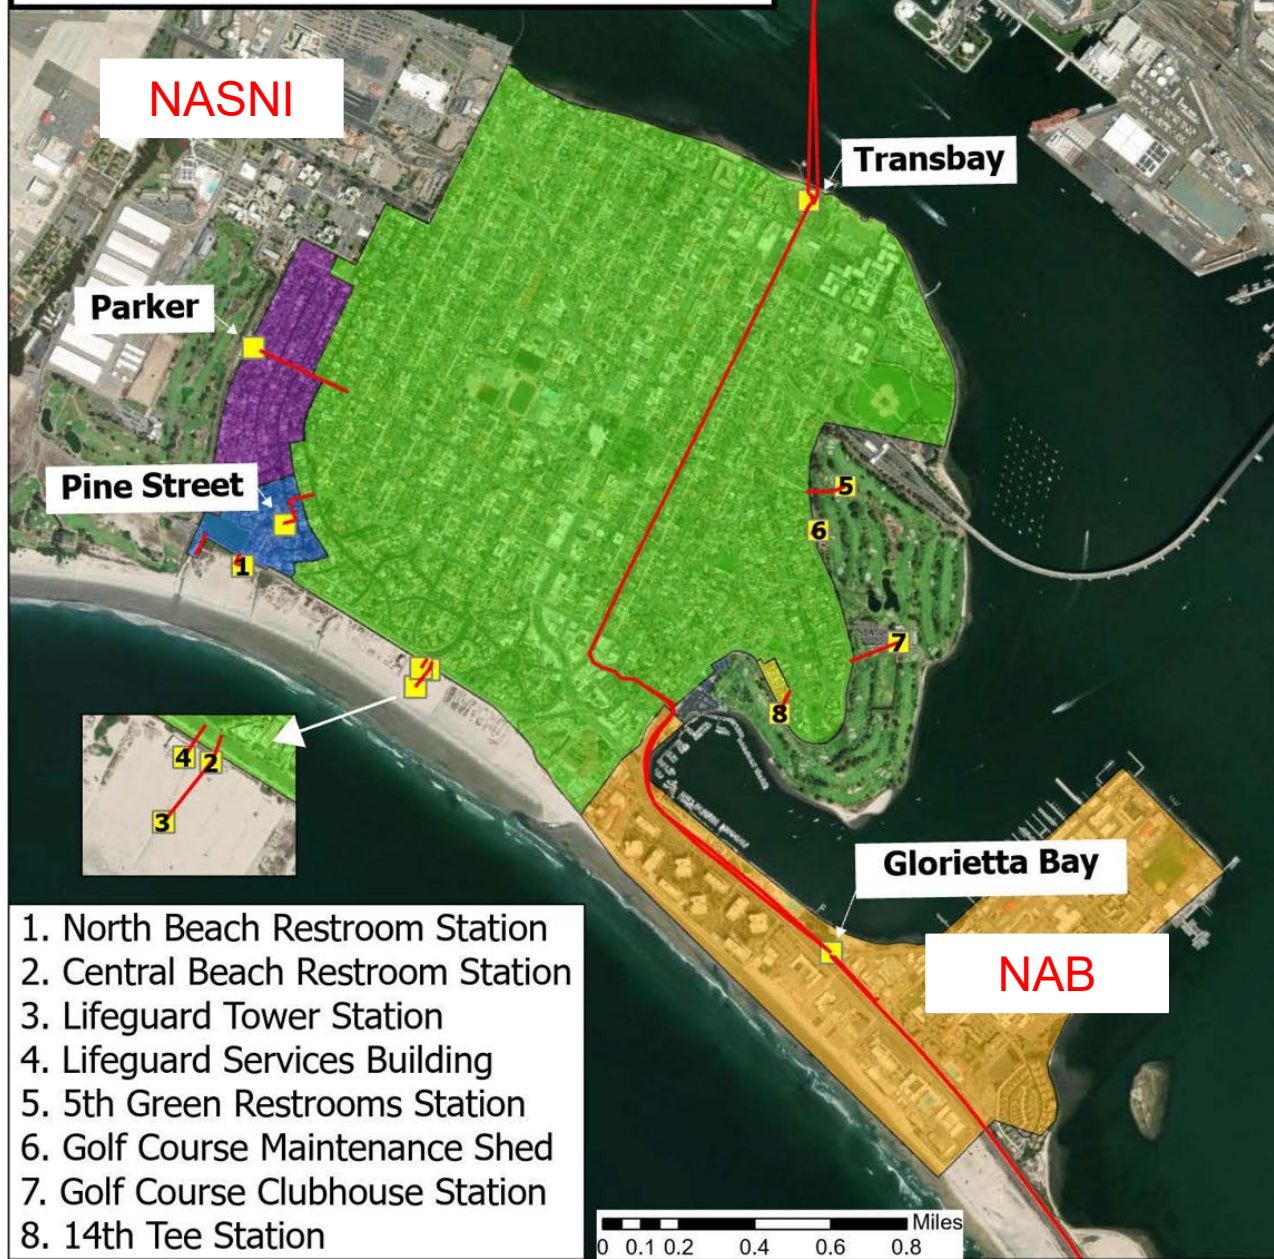 NASNI
Transbay
Parker
Pine Street
5
6
1
7
8
4
2
3
Glorietta Bay
NAB
1. North Beach Restroom Station
2. Central Beach Restroom Station
3. Lifeguard Tower Station
4. Lifeguard Services Building
5. 5th Green Restrooms Station
6. Golf Course Maintenance Shed
7. Golf Course Clubhouse Station
8. 14th Tee Station
Miles
0 0.1 0.2 0.4 0.6 0.8